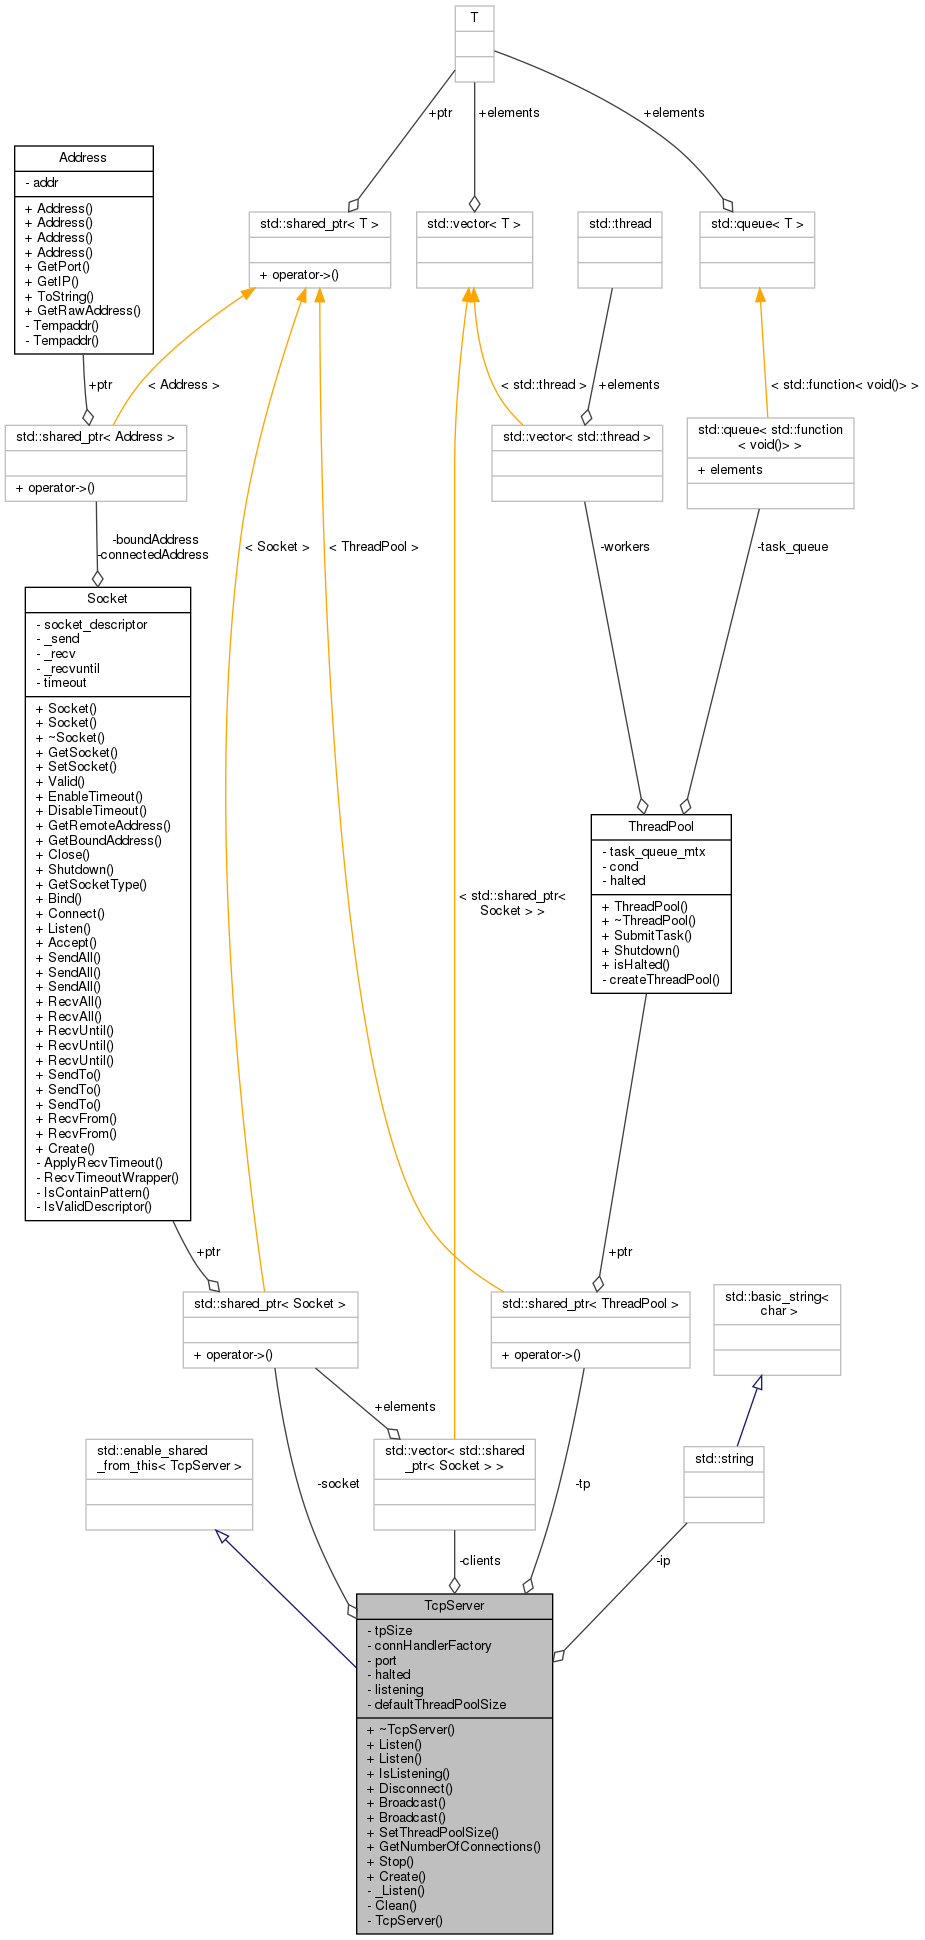 T
+ptr
+elements
+elements
Address
- addr
+ Address()
+ Address()
+ Address()
+ Address()
+ GetPort()
+ GetIP()
+ ToString()
+ GetRawAddress()
- Tempaddr()
- Tempaddr()
std::shared_ptr< T >
+ operator->()
std::vector< T >
std::thread
std::queue< T >
+ptr
< Address >
< std::thread >
+elements
< std::function< void()> >
std::shared_ptr< Address >
+ operator->()
std::vector< std::thread >
std::queue< std::function
< void()> >
+ elements
-boundAddress
-connectedAddress
< Socket >
< ThreadPool >
-workers
-task_queue
Socket
- socket_descriptor
- _send
- _recv
- _recvuntil
- timeout
+ Socket()
+ Socket()
+ ~Socket()
+ GetSocket()
+ SetSocket()
+ Valid()
+ EnableTimeout()
+ DisableTimeout()
+ GetRemoteAddress()
+ GetBoundAddress()
+ Close()
+ Shutdown()
+ GetSocketType()
+ Bind()
+ Connect()
+ Listen()
+ Accept()
+ SendAll()
+ SendAll()
+ SendAll()
+ RecvAll()
+ RecvAll()
+ RecvUntil()
+ RecvUntil()
+ RecvUntil()
+ SendTo()
+ SendTo()
+ SendTo()
+ RecvFrom()
+ RecvFrom()
+ Create()
- ApplyRecvTimeout()
- RecvTimeoutWrapper()
- IsContainPattern()
- IsValidDescriptor()
< std::shared_ptr<
Socket > >
ThreadPool
- task_queue_mtx
- cond
- halted
+ ThreadPool()
+ ~ThreadPool()
+ SubmitTask()
+ Shutdown()
+ isHalted()
- createThreadPool()
+ptr
+ptr
std::shared_ptr< Socket >
+ operator->()
std::shared_ptr< ThreadPool >
+ operator->()
std::basic_string<
char >
+elements
std::enable_shared
_from_this< TcpServer >
-socket
std::vector< std::shared
_ptr< Socket > >
-tp
std::string
-clients
-ip
TcpServer
- tpSize
- connHandlerFactory
- port
- halted
- listening
- defaultThreadPoolSize
+ ~TcpServer()
+ Listen()
+ Listen()
+ IsListening()
+ Disconnect()
+ Broadcast()
+ Broadcast()
+ SetThreadPoolSize()
+ GetNumberOfConnections()
+ Stop()
+ Create()
- _Listen()
- Clean()
- TcpServer()